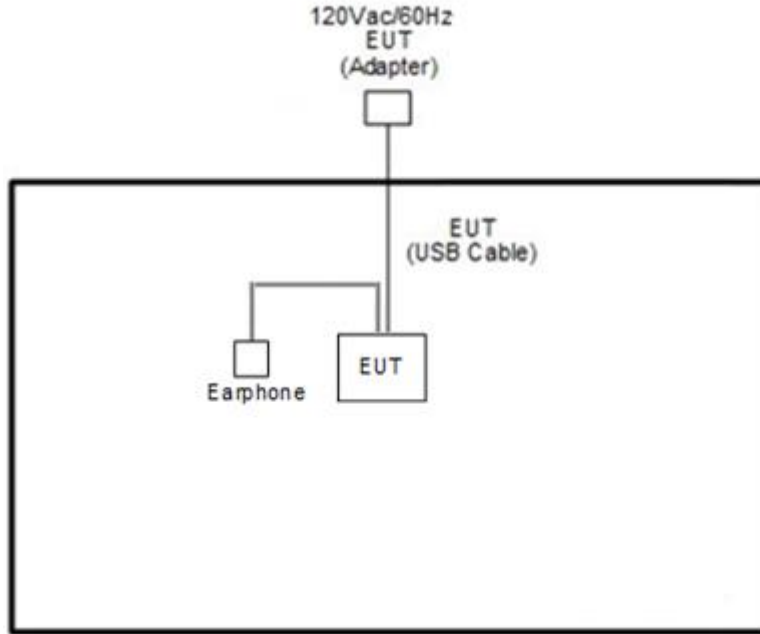 120Vac/60Hz
EUT
(Adapter)
EUT
(USB Cable)
EUT
Earphone